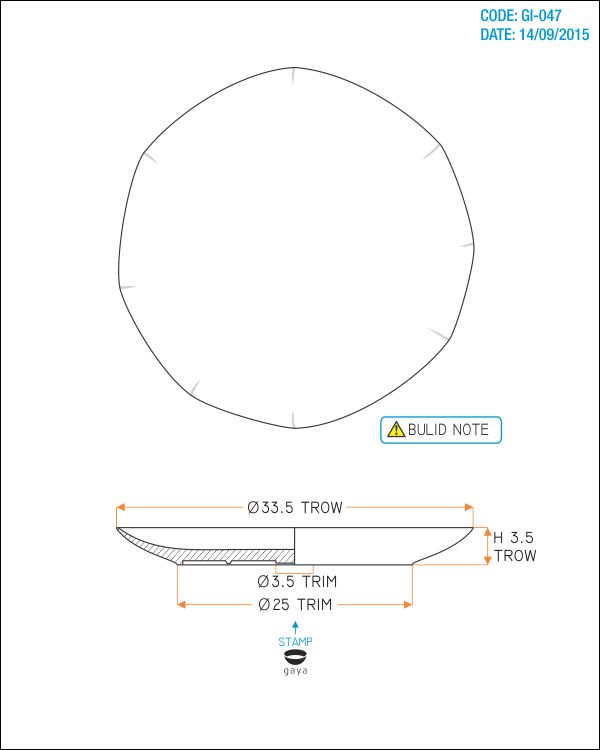 CODE: GI-047
DATE: 14/09/2015
BULID NOTE
Ø33.5 TROW
H 3.5
TROW
Ø3.5 TRIM
Ø25 TRIM
STAMP
gaya